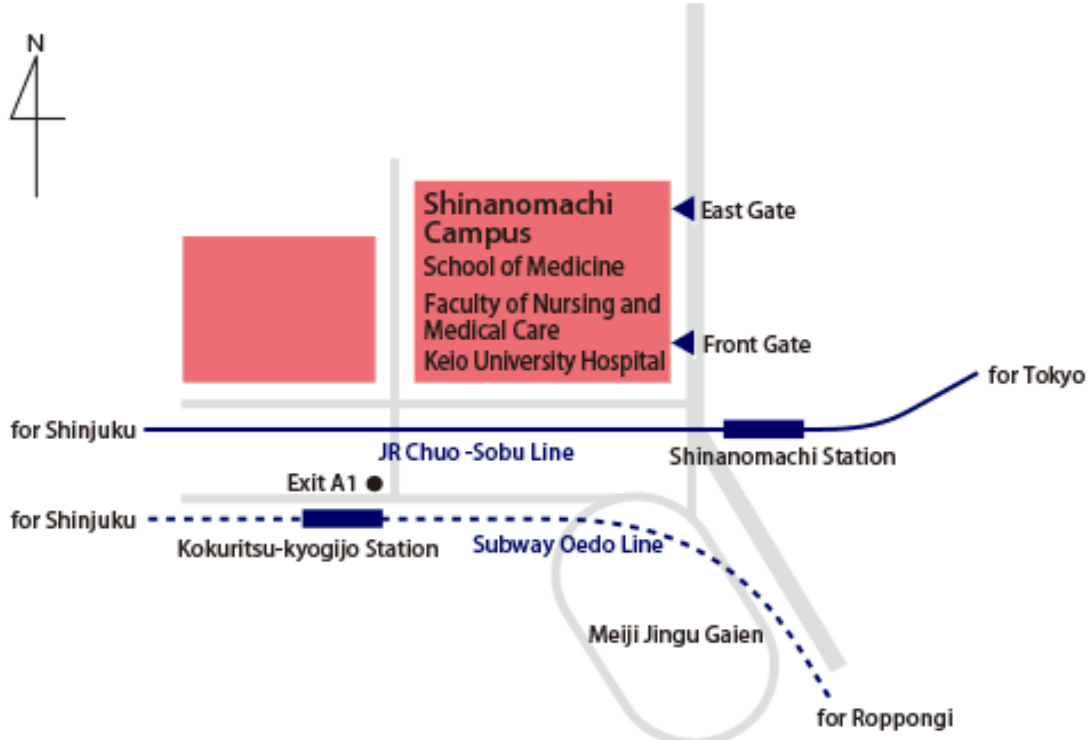 N
Shinanomachi
Campus
School of Medicine
Faculty of Nursing and
Medical Care
Keio University Hospital
East Gate
Front Gate
for Tokyo
for Shinjuku
JR Chuo -Sobu Line
Shinanomachi Station
Exit A1
for Shinjuku
Kokuritsu-kyogijo Station
Subway Oedo Line
Meiji Jingu Gaien
for Roppongi